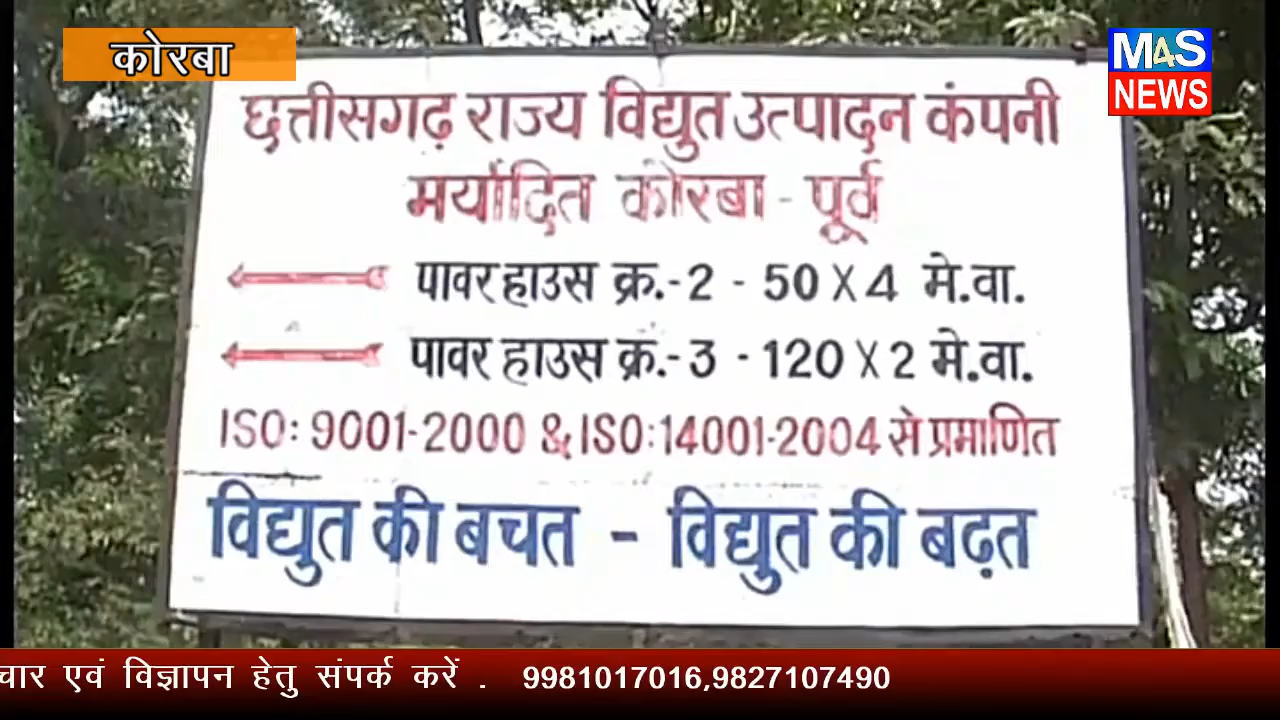 कोरबा
M4S
NEWS
छत्तीसगढ़ राज्य विद्युत उत्पादन कंपनी
मर्यादित कोरबा - पूर्व
पावर हाउस क्र.-2 - 50 X 4 मे.वा.
पावर हाउस क्रं.-3 - 120 X 2 मे.वा.
ISO: 9001-2000 & ISO:14001-2004 से प्रमाणित
विद्युत की बचत - विद्युत की बढ़त
चार एवं विज्ञापन हेतु संपर्क करें . 9981017016,9827107490